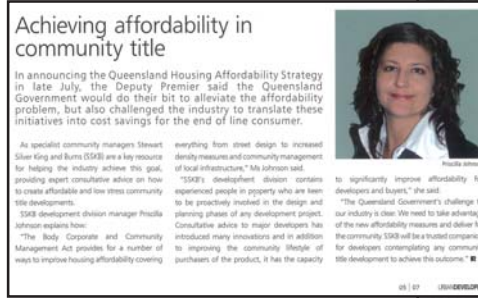 Achieving affordability in
community title
In announcing the Queensland Housing Affordability Strategy
in late July, the Deputy Premier said the Queensland
Government would do their bit to alleviate the affordability
problem, but also challenged the industry to translate these
initiatives into cost savings for the end of line consumer.
As specialist community managers Stewart
Silver King and Burns (SSKB) are a key resource
for helping the industry achieve this goal,
providing expert consultative advice on how
to create affordable and low stress community
title developments.
SSKB development division manager Priscilla
Johnson explains how:
"The Body Corporate and Community
Management Act provides for a number of
ways to improve housing affordability covering
everything from street design to increased
density measures and community management
of local infrastructure," Ms Johnson said.
"SSKB's development division contains
experienced people in property who are keen
to be proactively involved in the design and
planning phases of any development project.
Consultative advice to major developers has
introduced many innovations and in addition
to improving the community lifestyle of
purchasers of the product, it has the capacity
Priscilla Johnson
to significantly improve affordability for
developers and buyers," she said.
"The Queensland Government's challenge to
our industry is clear. We need to take advantage
of the new affordability measures and deliver for
the community. SSKB will be a trusted companion
for developers contemplating any community
title development to achieve this outcome."
05 | 07 URBANDEVELOPER